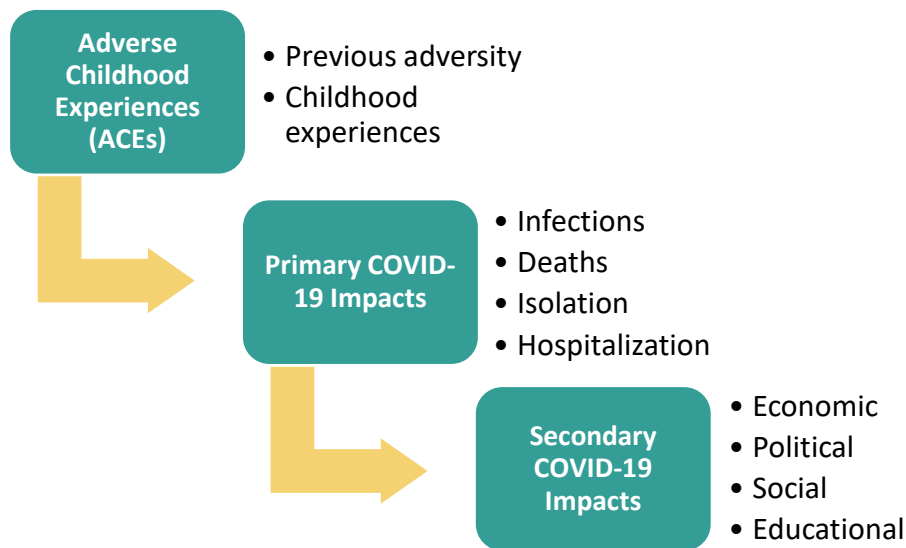 Adverse
Childhood
Experiences
(ACEs)
• Previous adversity
• Childhood
experiences
Primary COVID-
19 Impacts
• Infections
• Deaths
• Isolation
• Hospitalization
Secondary
COVID-19
Impacts
• Economic
• Political
• Social
• Educational